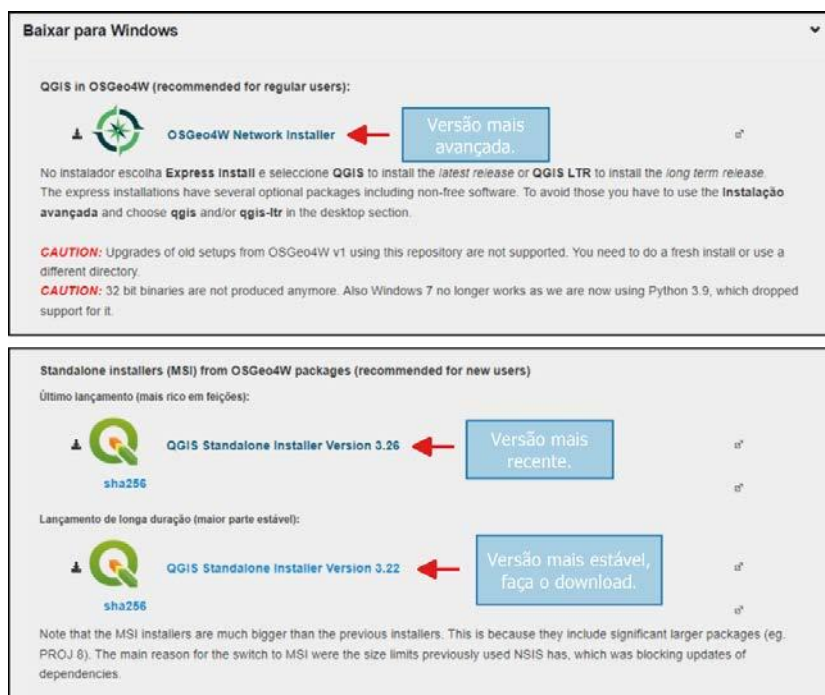 Baixar para Windows
QGIS in OSGeo4W (recommended for regular users):
OSGeo4W Network Installer
Versão mais
avançada.
No instalador escolha Express Install e seleccione QGIS to install the latest release or QGIS LTR to install the long term release.
The express installations have several optional packages including non-free software. To avoid those you have to use the Instalação
avançada and choose qgis and/or qgis-ltr in the desktop section.
CAUTION: Upgrades of old setups from OSGeo4W v1 using this repository are not supported. You need to do a fresh install or use a
different directory.
CAUTION: 32 bit binaries are not produced anymore. Also Windows 7 no longer works as we are now using Python 3.9, which dropped
support for it.
Standalone installers (MSI) from OSGeo4W packages (recommended for new users)
Último lançamento (mais rico em feições):
QGIS Standalone Installer Version 3.26
Versão mais
recente.
sha256
Lançamento de longa duração (maior parte estável):
QGIS Standalone Installer Version 3.22
Versão mais estável,
faça o download.
sha256
Note that the MSI installers are much bigger than the previous installers. This is because they include significant larger packages (eg.
PROJ 8). The main reason for the switch to MSI were the size limits previously used NSIS has, which was blocking updates of
dependencies.